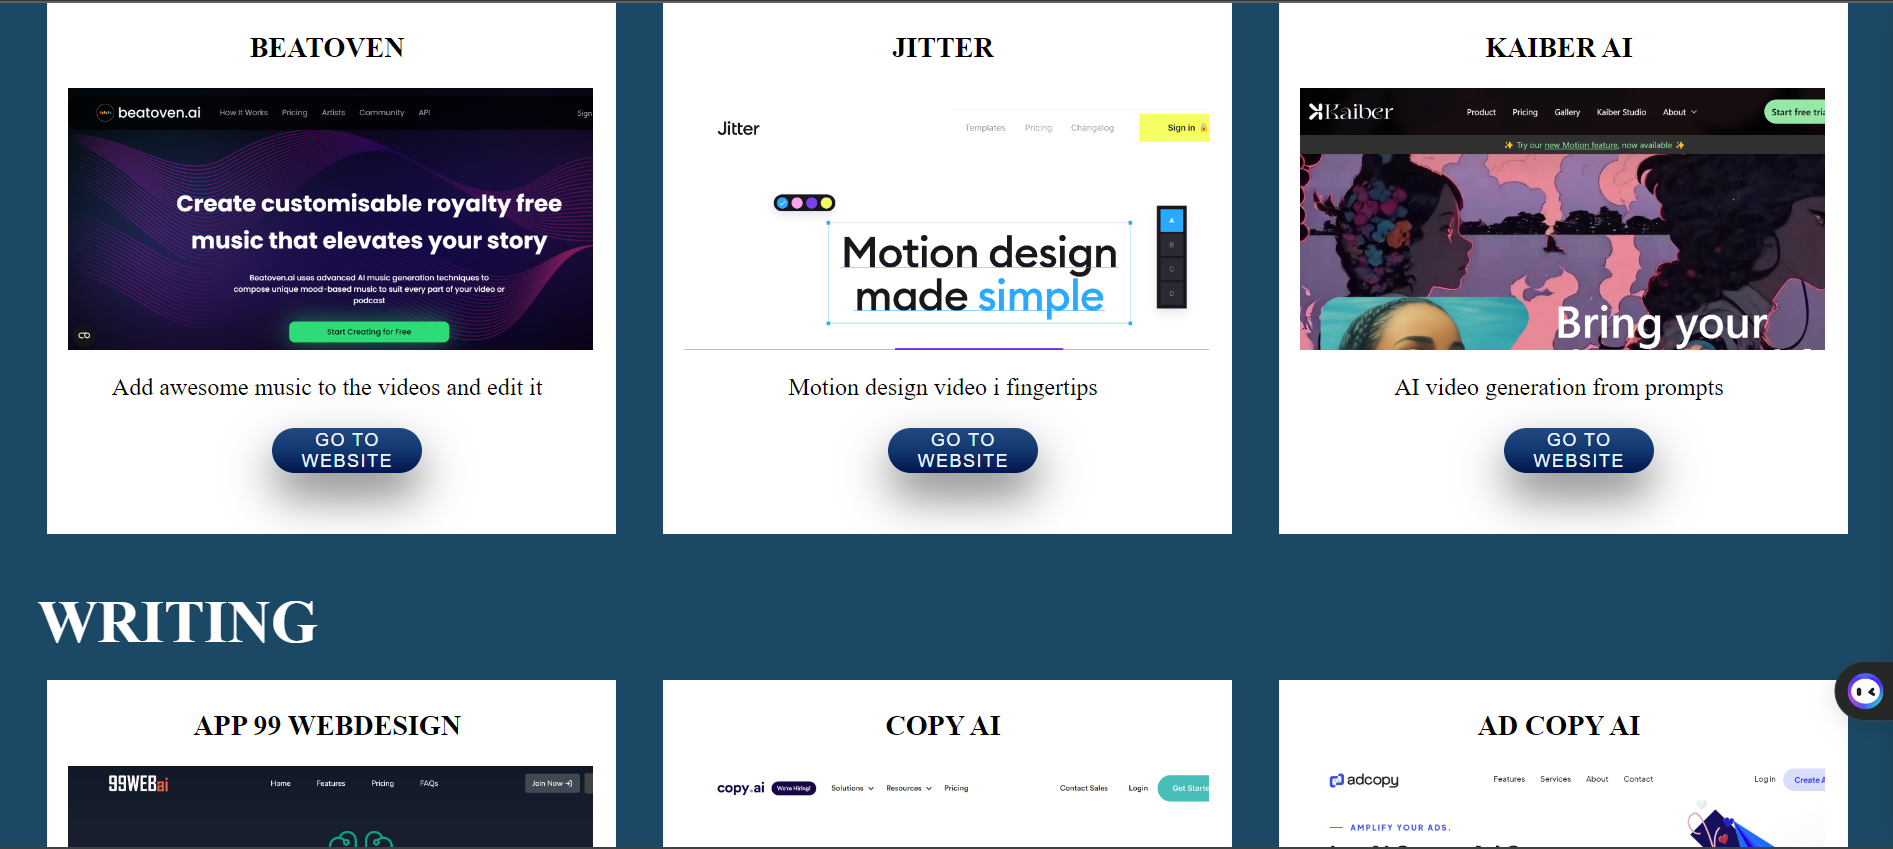 BEATOVEN
beatoven.ai How It Works Pricing Artists Community API Sign
Create customisable royalty free
music that elevates your story
Beatoven.ai uses advanced AI music generation techniques to
compose unique mood-based music to suit every part of your video or
podcast
Start Creating for Free
Add awesome music to the videos and edit it
GO TO
WEBSITE
JITTER
Jitter Templates Pricing Changelog Sign in
A
B
C
D
Motion design
made simple
Motion design video i fingertips
GO TO
WEBSITE
KAIBER AI
Kaiber Product Pricing Gallery Kaiber Studio About Start free tria
Try our new Motion feature, now available
Bring your
AI video generation from prompts
GO TO
WEBSITE
WRITING
APP 99 WEBDESIGN
99WEBai Home Features Pricing FAQs Join Now
COPY AI
copy.ai We're Hiring! Solutions Resources Pricing Contact Sales Login Get Starte
AD COPY AI
adcopy Features Services About Contact Log in Create A
AMPLIFY YOUR ADS.